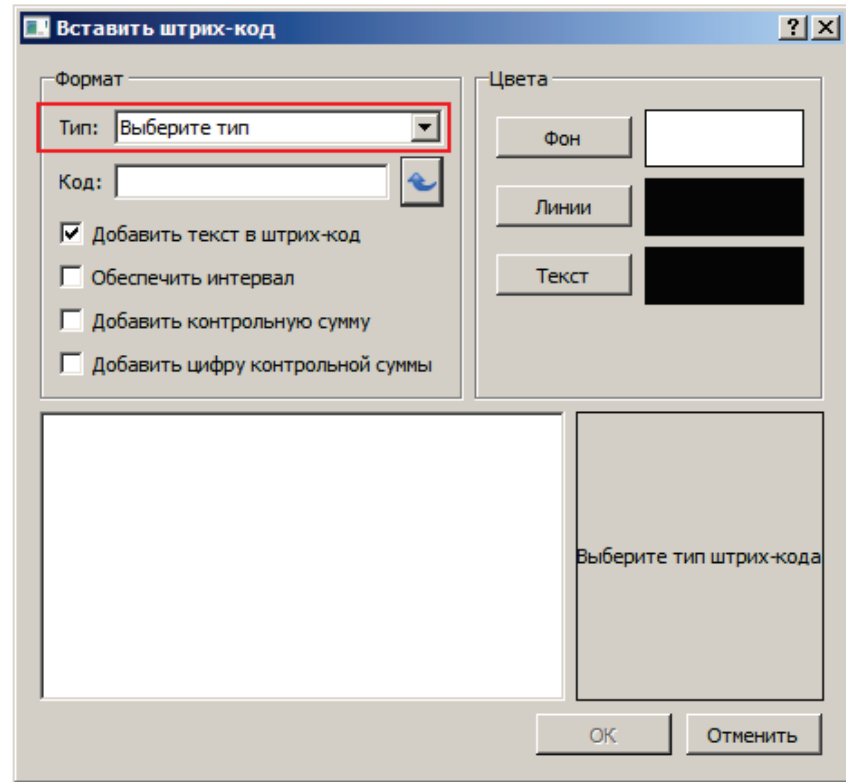 Вставить штрих-код
Формат
Тип: Выберите тип
Код:
Добавить текст в штрих-код
Обеспечить интервал
Добавить контрольную сумму
Добавить цифру контрольной суммы
Цвета
Фон
Линии
Текст
Выберите тип штрих-кода
OK
Отменить